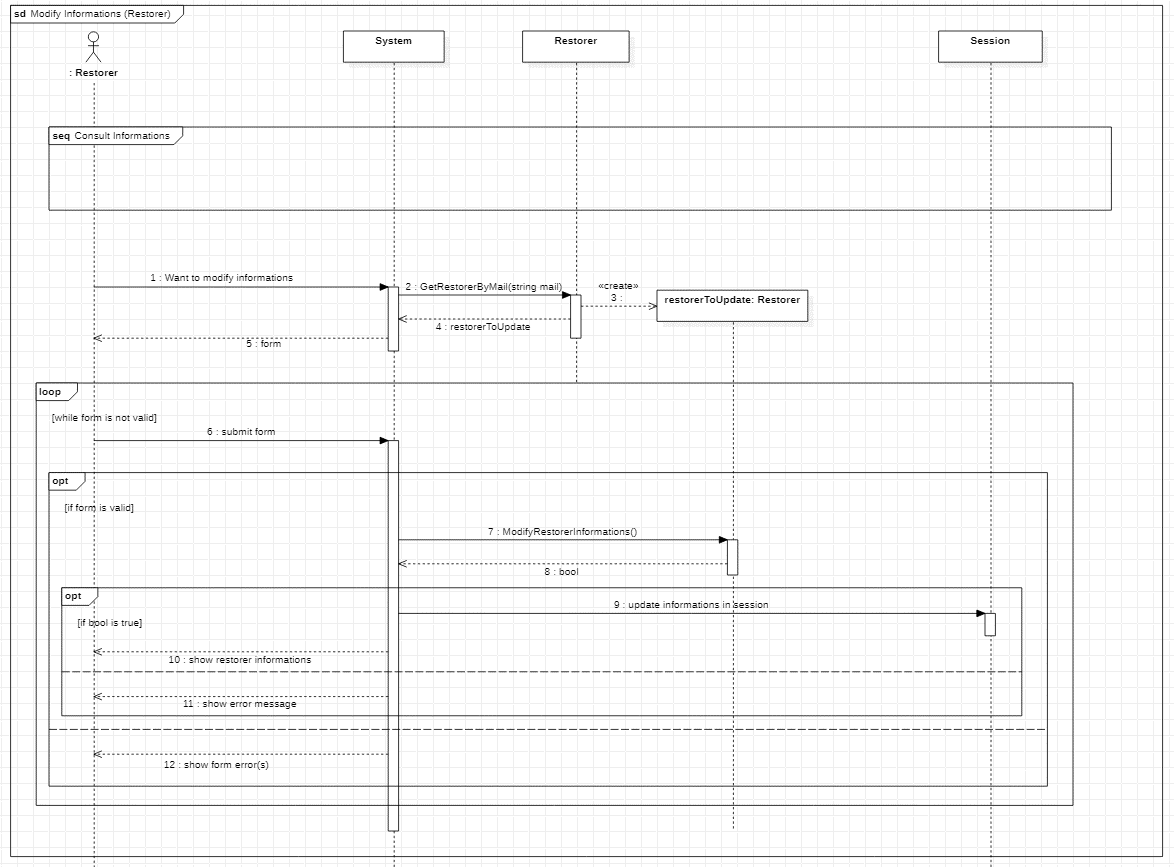 sd Modify Informations (Restorer)
: Restorer
System
Restorer
Session
seq Consult Informations
1 : Want to modify informations
2 : GetRestorerByMail(string mail)
«create»
3 :
restorerToUpdate: Restorer
4 : restorerToUpdate
5 : form
loop
[while form is not valid]
6 : submit form
opt
[if form is valid]
7 : ModifyRestorerInformations()
8 : bool
opt
9 : update informations in session
[if bool is true]
10 : show restorer informations
11 : show error message
12 : show form error(s)